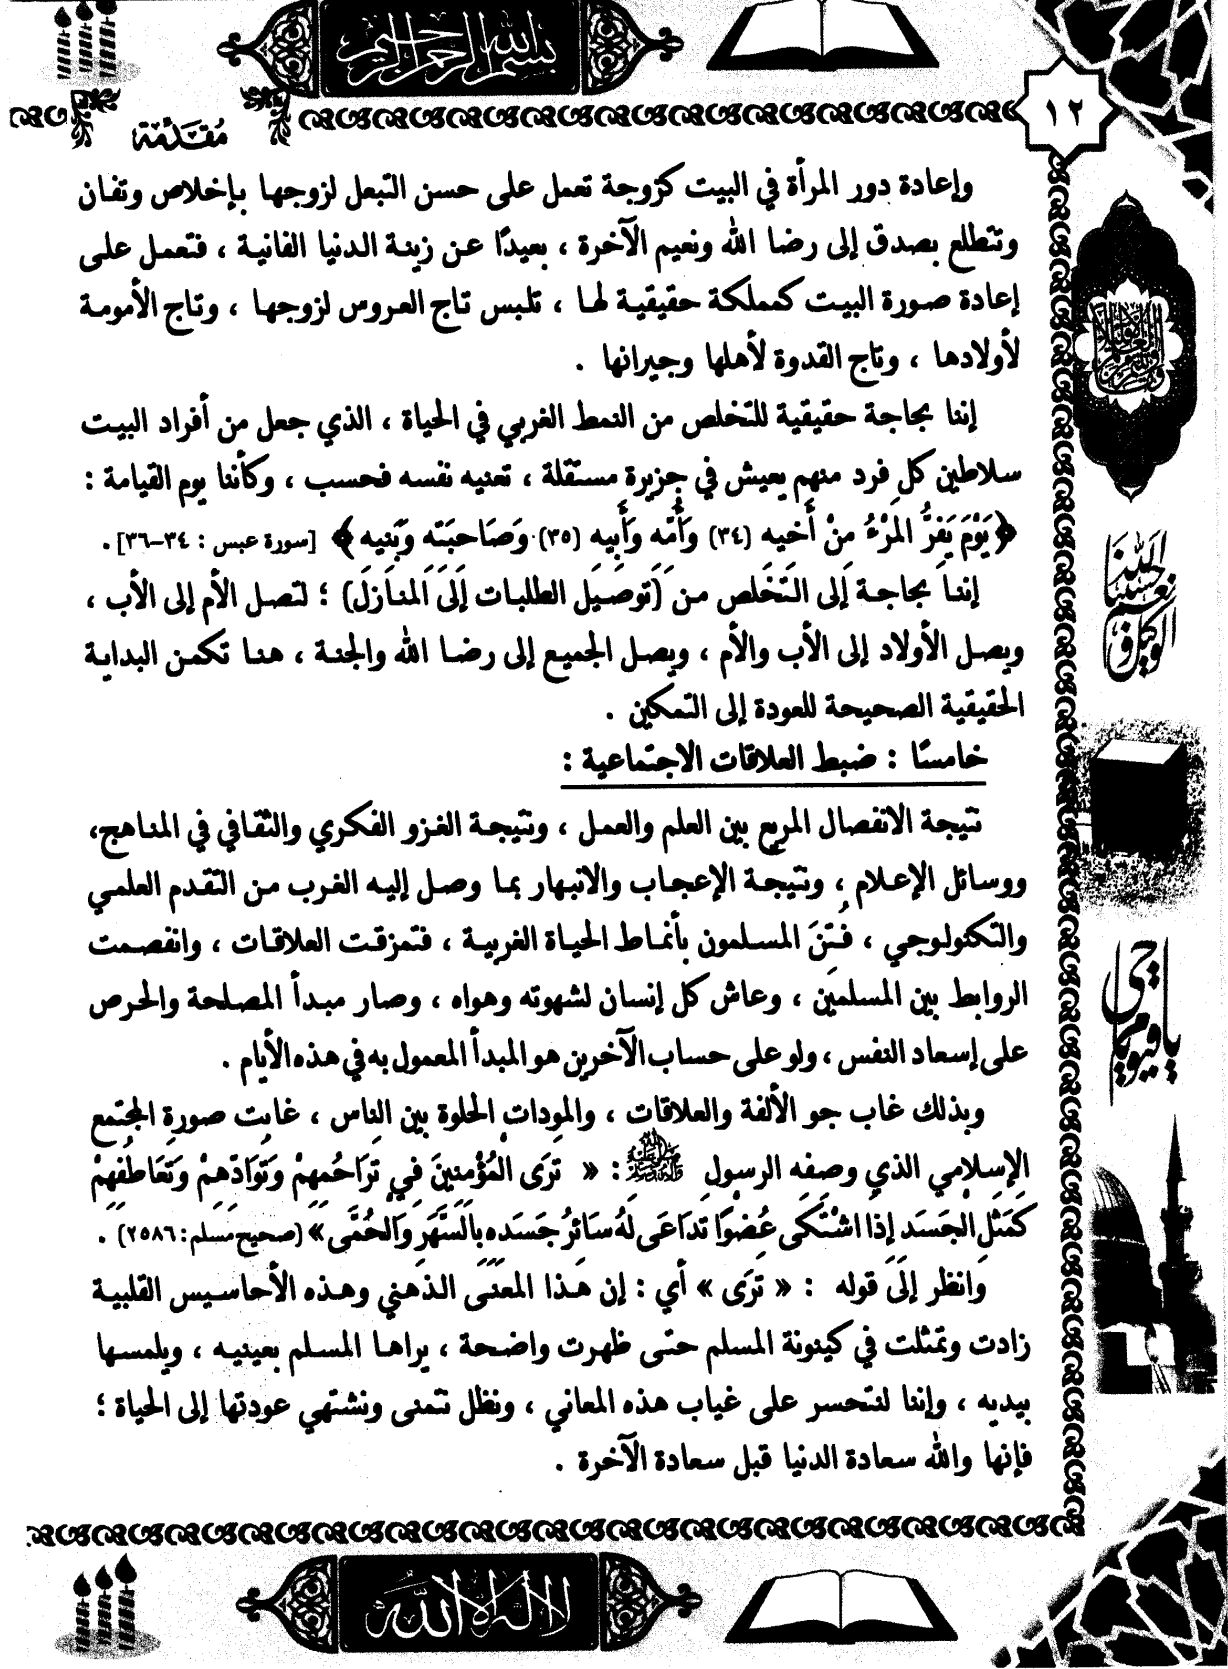 بسم الله الرحمن الرحيم
١٢
مُقَدِّمَة
وإعادة دور المرأة في البيت كزوجة تعمل على حسن التبعل لزوجها بإخلاص وتفان
وتتطلع بصدق إلى رضا الله ونعيم الآخرة ، بعيدًا عن زينة الدنيا الفانية ، فتعمل على
إعادة صورة البيت كمملكة حقيقية لها ، تلبس تاج العروس لزوجها ، وتاج الأمومة
لأولادها ، وتاج القدوة لأهلها وجيرانها .
إننا بحاجة حقيقية للتخلص من النمط الغربي في الحياة ، الذي جعل من أفراد البيت
سلاطين كل فرد منهم يعيش في جزيرة مستقلة ، تعنيه نفسه فحسب ، وكأننا يوم القيامة :
﴿ يَوْمَ يَفِرُّ المَرْءُ مِنْ أَخِيهِ (٣٤) وَأُمِّهِ وَأَبِيهِ (٣٥) وَصَاحِبَتِهِ وَبَنِيهِ ﴾ [سورة عبس : ٣٤-٣٦] .
إننا بحاجة إلى التخلص من (توصيل الطلبات إلى المنازل) ؛ لتصل الأم إلى الأب ،
ويصل الأولاد إلى الأب والأم ، ويصل الجميع إلى رضا الله والجنة ، هنا تكمن البداية
الحقيقية الصحيحة للعودة إلى التمكين .
خامسًا : ضبط العلاقات الاجتماعية :
نتيجة الانفصال المريع بين العلم والعمل ، ونتيجة الغزو الفكري والثقافي في المناهج،
ووسائل الإعلام ، ونتيجة الإعجاب والانبهار بما وصل إليه الغرب من التقدم العلمي
والتكنولوجي ، فُتِنَ المسلمون بأنماط الحياة الغربية ، فتمزقت العلاقات ، وانفصمت
الروابط بين المسلمين ، وعاش كل إنسان لشهوته وهواه ، وصار مبدأ المصلحة والحرص
على إسعاد النفس ، ولو على حساب الآخرين هو المبدأ المعمول به في هذه الأيام .
وبذلك غاب جو الألفة والعلاقات ، والمودات الحلوة بين الناس ، غابت صورة المجتمع
الإسلامي الذي وصفه الرسول ﷺ : « تَرَى المُؤْمِنِينَ فِي تَرَاحُمِهِمْ وَتَوَادِّهِمْ وَتَعَاطُفِهِمْ
كَمَثَلِ الجَسَدِ إِذَا اشْتَكَى عُضْوًا تَدَاعَى لَهُ سَائِرُ جَسَدِهِ بِالسَّهَرِ وَالحُمَّى » (صحيح مسلم : ٢٥٨٦) .
وانظر إلى قوله : « تَرَى » أي : إن هذا المعنى الذهني وهذه الأحاسيس القلبية
زادت وتمثلت في كينونة المسلم حتى ظهرت واضحة ، يراها المسلم بعينيه ، ويلمسها
بيديه ، وإننا لنتحسر على غياب هذه المعاني ، ونظل نتمنى ونشتهي عودتها إلى الحياة ؛
فإنها والله سعادة الدنيا قبل سعادة الآخرة .
حسبنا الله ونعم الوكيل
يا حي يا قيوم
لا إله إلا الله